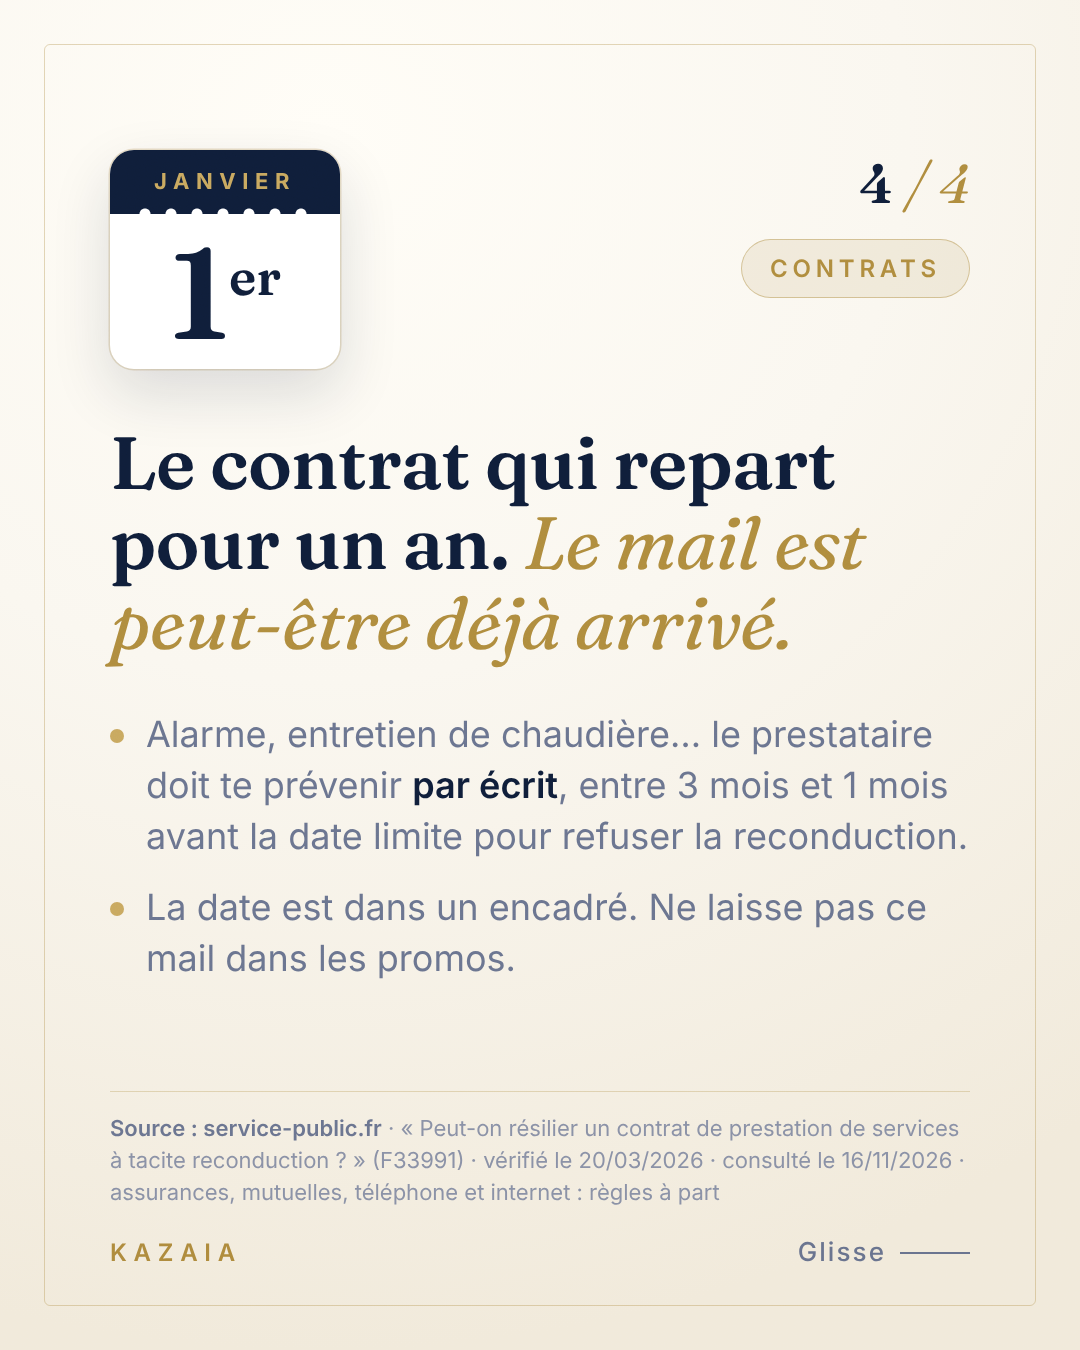 JANVIER
1er
4 / 4
CONTRATS
Le contrat qui repart
pour un an. Le mail est
peut-être déjà arrivé.
• Alarme, entretien de chaudière… le prestataire
doit te prévenir par écrit, entre 3 mois et 1 mois
avant la date limite pour refuser la reconduction.
• La date est dans un encadré. Ne laisse pas ce
mail dans les promos.
Source : service-public.fr · « Peut-on résilier un contrat de prestation de services
à tacite reconduction ? » (F33991) · vérifié le 20/03/2026 · consulté le 16/11/2026 ·
assurances, mutuelles, téléphone et internet : règles à part
KAZAIA
Glisse